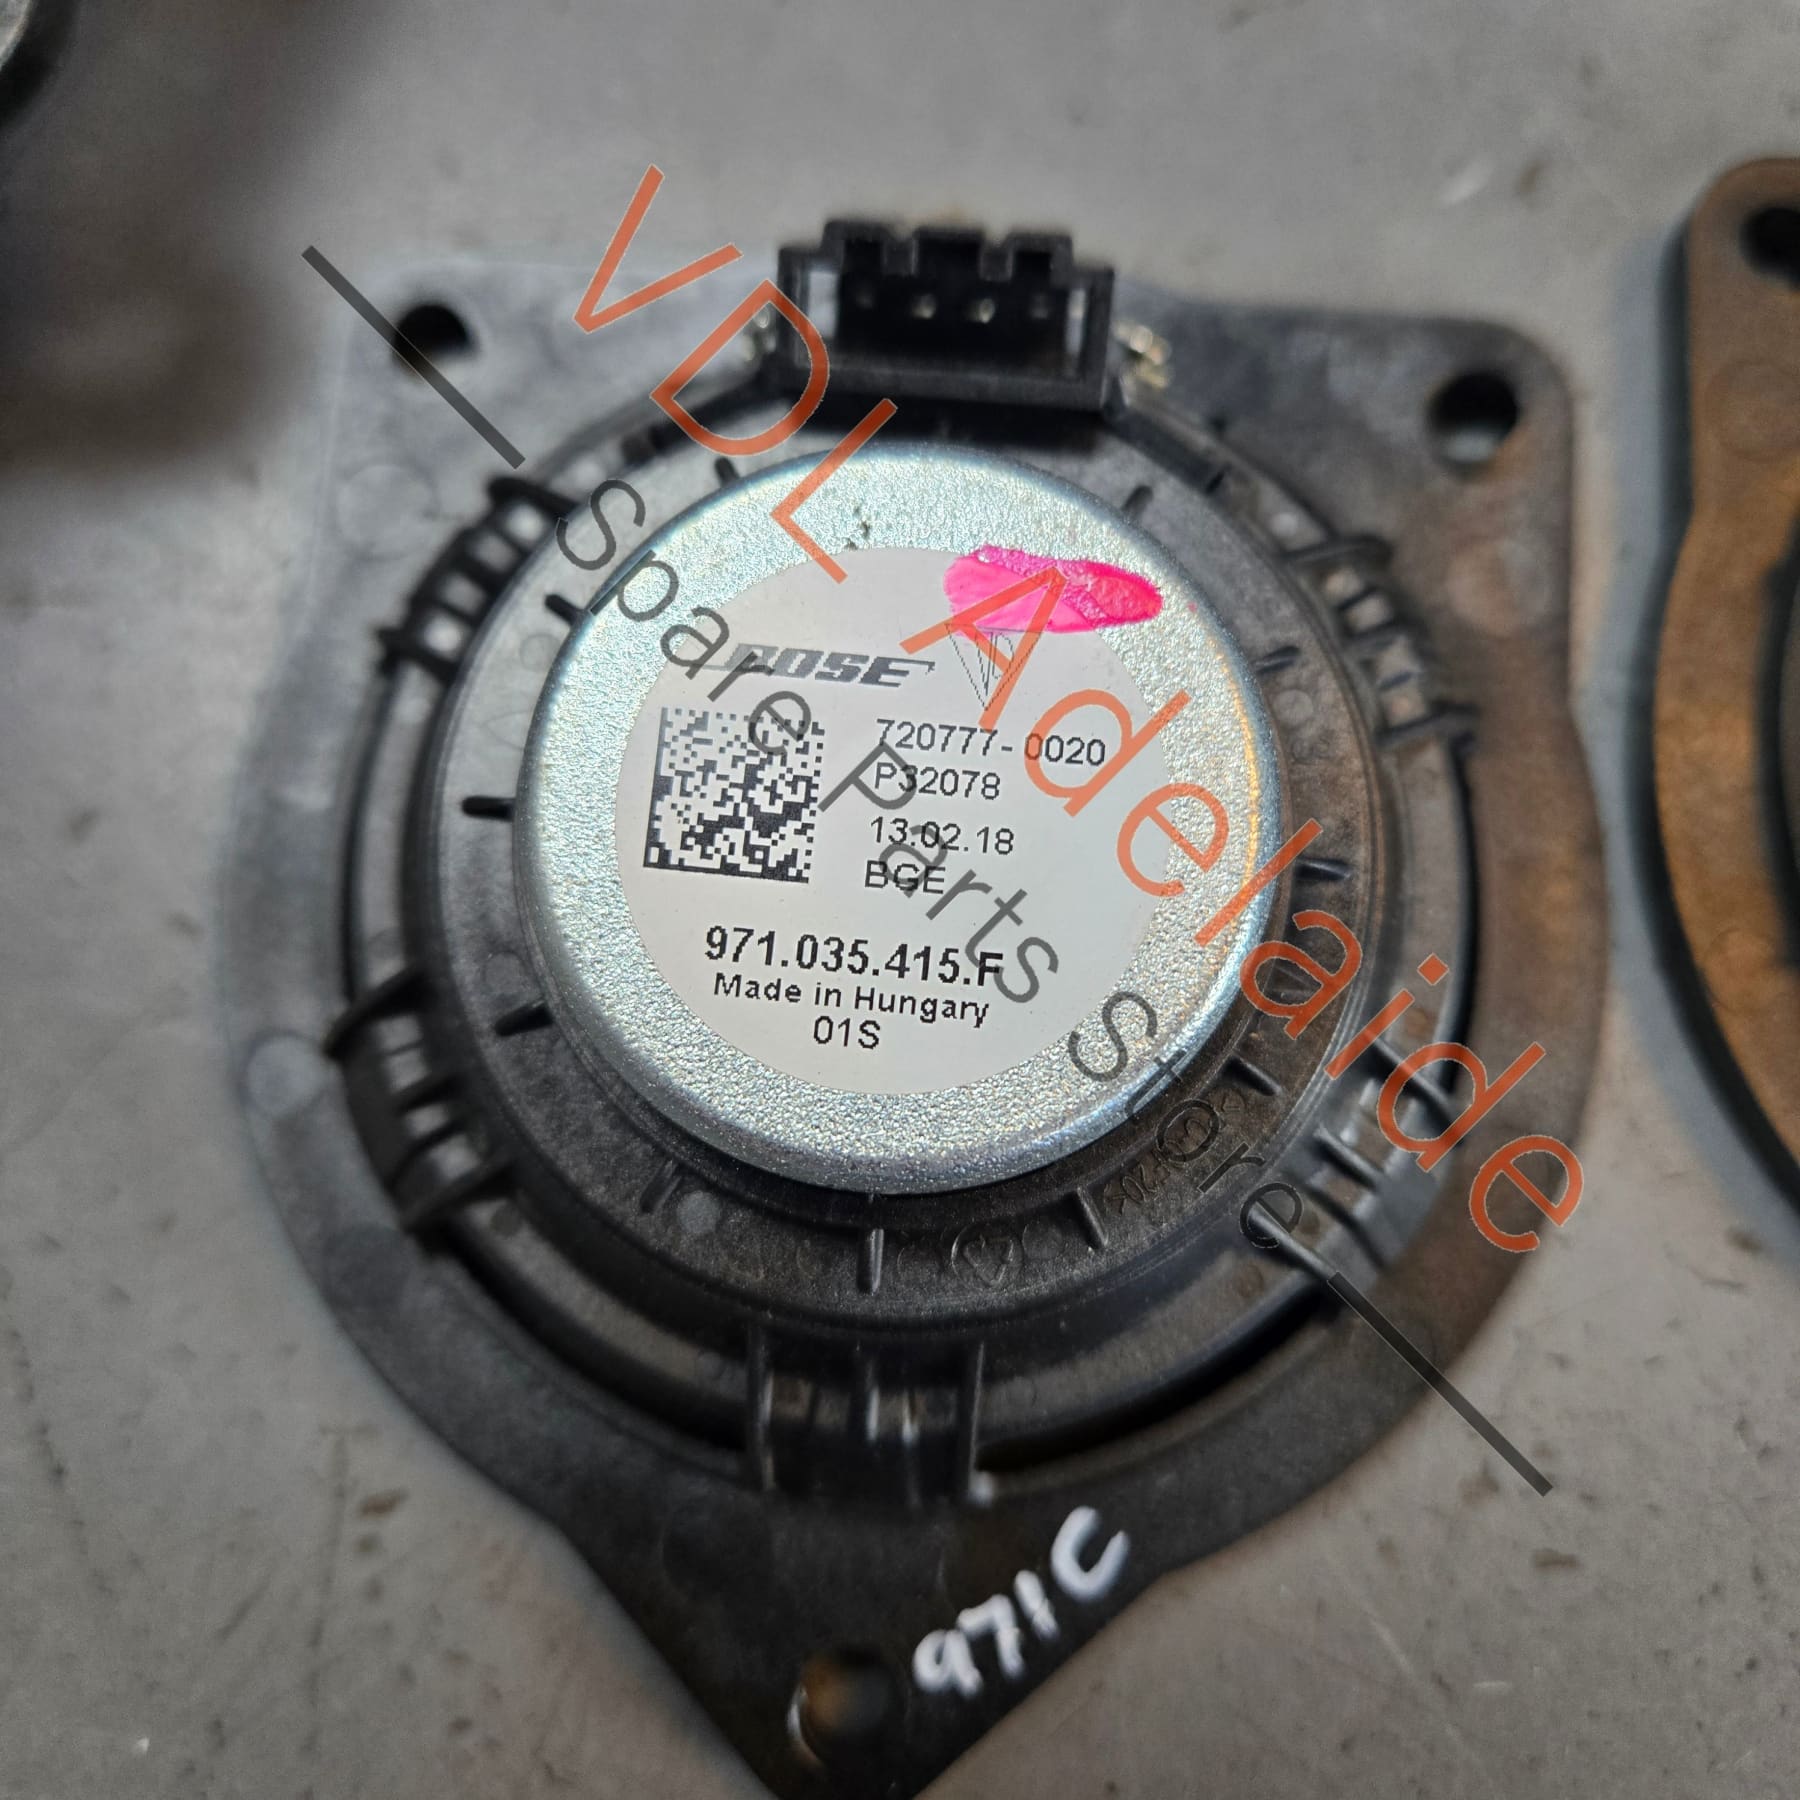 VDL Adelaide
Spare Parts Store
BOSE
720777-0020
P32078
13.02.18
BGE
971.035.415.F
Made in Hungary
01S
971C